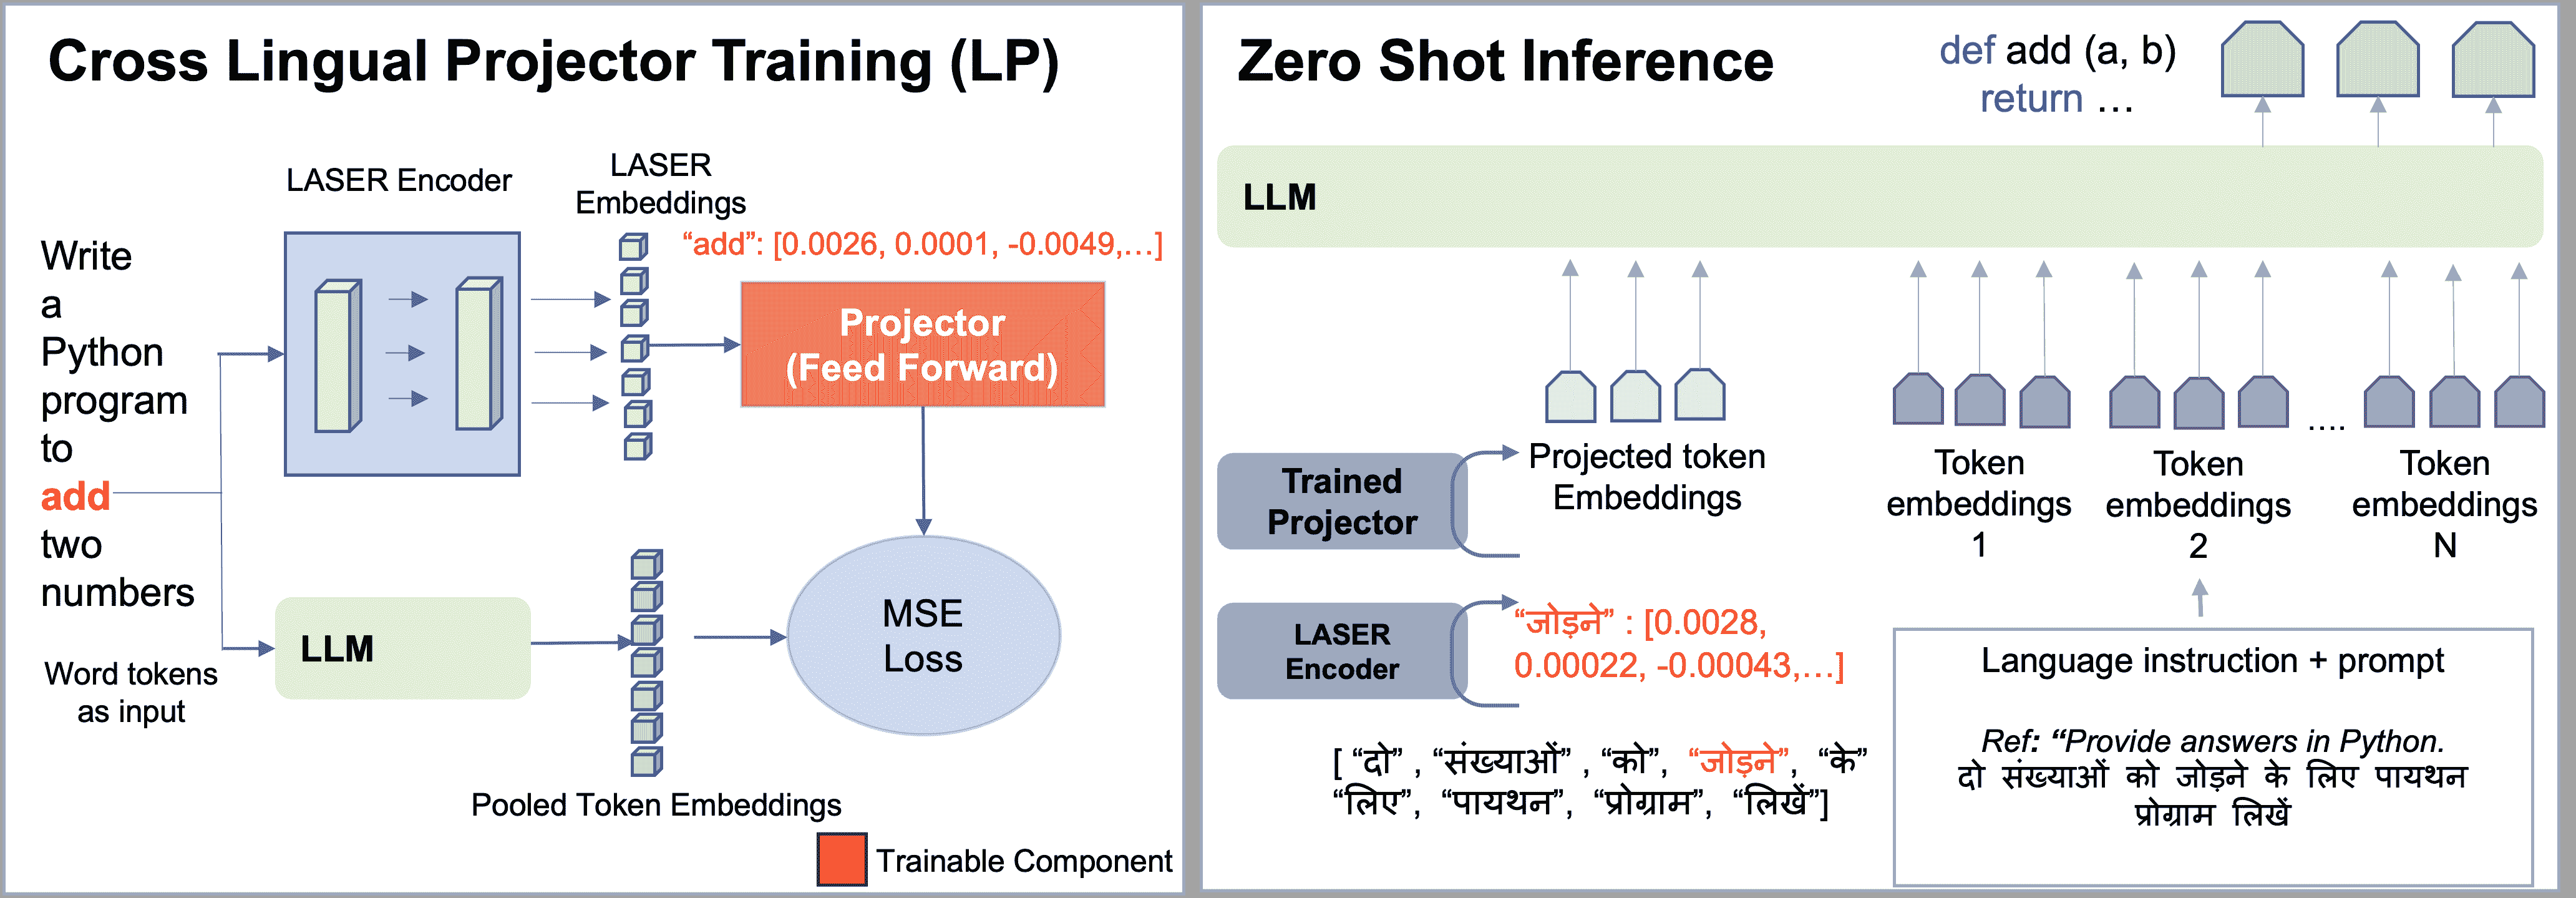 Cross Lingual Projector Training (LP)
LASER Encoder
LASER
Embeddings
"add": [0.0026, 0.0001, -0.0049,...]
Write
a
Python
program
to
add
two
numbers
Word tokens
as input
Projector
(Feed Forward)
LLM
MSE
Loss
Pooled Token Embeddings
Trainable Component
Zero Shot Inference
def add (a, b)
return ...
LLM
Projected token
Embeddings
Token
embeddings
1
Token
embeddings
2
....
Token
embeddings
N
Trained
Projector
LASER
Encoder
“जोड़ने” : [0.0028,
0.00022, -0.00043,...]
[ “दो” , “संख्याओं” , “को”, “जोड़ने”, “के”
“लिए”, “पायथन”, “प्रोग्राम”, “लिखें”]
Language instruction + prompt
Ref: “Provide answers in Python.
दो संख्याओं को जोड़ने के लिए पायथन
प्रोग्राम लिखें